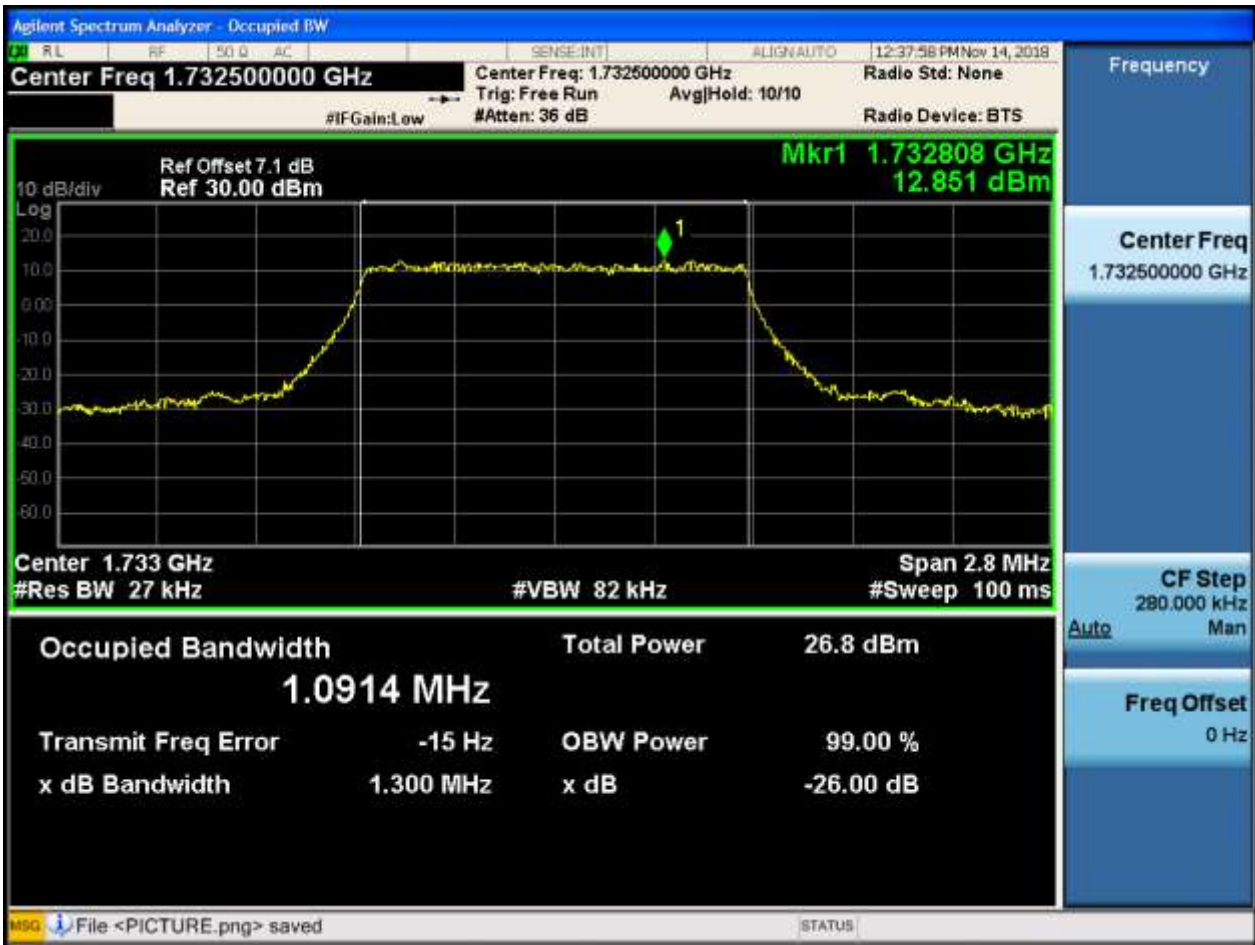 Agilent Spectrum Analyzer - Occupied BW
RL RF 50 Ω AC SENSE:INT ALIGN AUTO 12:37:58 PM Nov 14, 2018
Center Freq 1.732500000 GHz
Center Freq: 1.732500000 GHz
Radio Std: None
Trig: Free Run Avg|Hold: 10/10
#IFGain:Low
#Atten: 36 dB
Radio Device: BTS
Frequency
Mkr1 1.732808 GHz
12.851 dBm
Ref Offset 7.1 dB
10 dB/div Ref 30.00 dBm
Log
20.0
10.0
0.00
-10.0
-20.0
-30.0
-40.0
-50.0
-60.0
1
Center 1.733 GHz
Span 2.8 MHz
#Res BW 27 kHz
#VBW 82 kHz
#Sweep 100 ms
Occupied Bandwidth
1.0914 MHz
Total Power 26.8 dBm
Transmit Freq Error -15 Hz
OBW Power 99.00 %
x dB Bandwidth 1.300 MHz
x dB -26.00 dB
Center Freq
1.732500000 GHz
CF Step
280.000 kHz
Auto Man
Freq Offset
0 Hz
MSG File <PICTURE.png> saved
STATUS